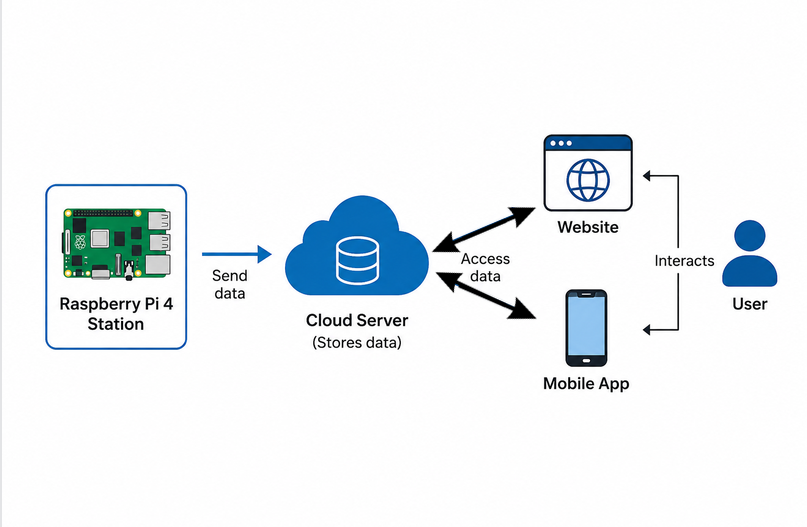 Raspberry Pi 4
Station
Send
data
Cloud Server
(Stores data)
Access
data
Website
Mobile App
Interacts
User